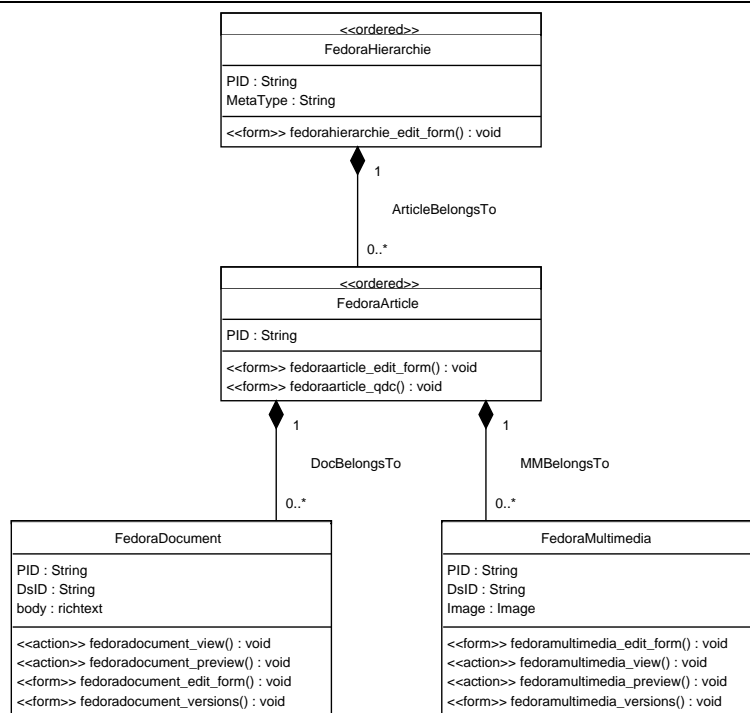 <<ordered>>
FedoraHierarchie
PID : String
MetaType : String
<<form>> fedorahierarchie_edit_form() : void
1
ArticleBelongsTo
0..*
<<ordered>>
FedoraArticle
PID : String
<<form>> fedoraarticle_edit_form() : void
<<form>> fedoraarticle_qdc() : void
1
DocBelongsTo
0..*
1
MMBelongsTo
0..*
FedoraDocument
PID : String
DsID : String
body : richtext
<<action>> fedoradocument_view() : void
<<action>> fedoradocument_preview() : void
<<form>> fedoradocument_edit_form() : void
<<form>> fedoradocument_versions() : void
FedoraMultimedia
PID : String
DsID : String
Image : Image
<<form>> fedoramultimedia_edit_form() : void
<<action>> fedoramultimedia_view() : void
<<action>> fedoramultimedia_preview() : void
<<form>> fedoramultimedia_versions() : void